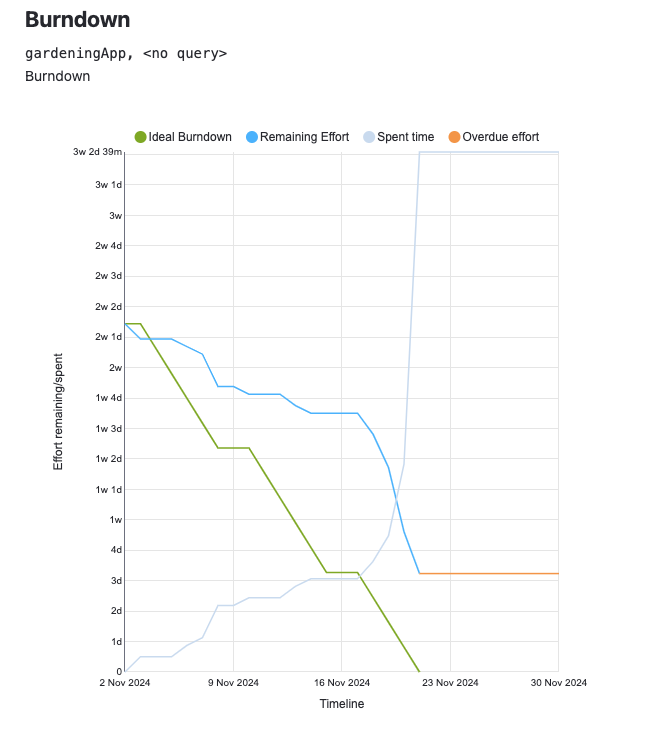 Burndown
gardeningApp, <no query>
Burndown
Ideal Burndown Remaining Effort Spent time Overdue effort
3w 2d 39m
3w 1d
3w
2w 4d
2w 3d
2w 2d
2w 1d
2w
1w 4d
1w 3d
1w 2d
1w 1d
1w
4d
3d
2d
1d
0
Effort remaining/spent
2 Nov 2024 9 Nov 2024 16 Nov 2024 23 Nov 2024 30 Nov 2024
Timeline